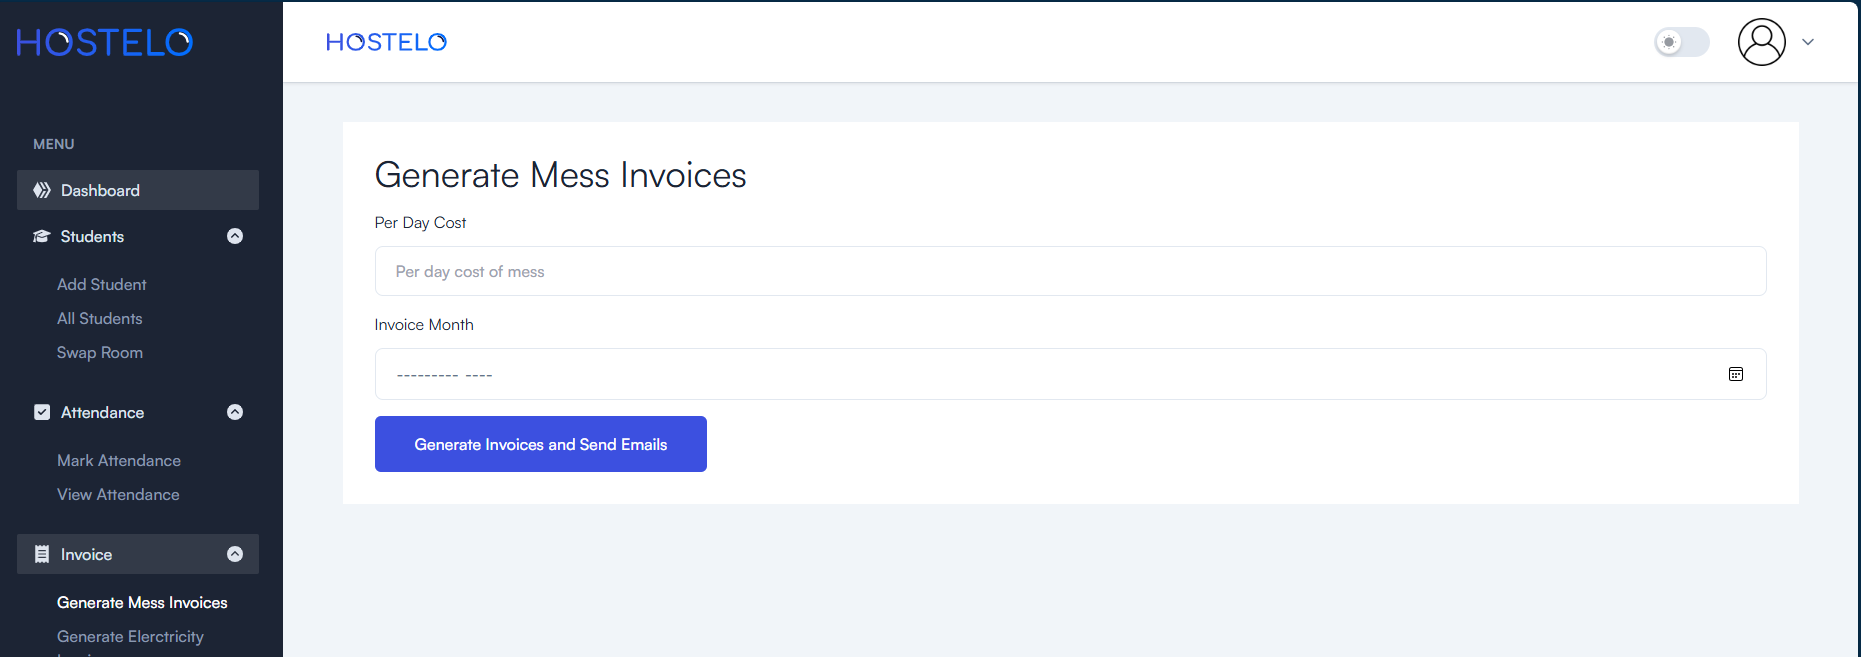 HOSTELO
HOSTELO
MENU
Dashboard
Students
Add Student
All Students
Swap Room
Attendance
Mark Attendance
View Attendance
Invoice
Generate Mess Invoices
Generate Elerctricity
Generate Mess Invoices
Per Day Cost
Per day cost of mess
Invoice Month
--------- ----
Generate Invoices and Send Emails